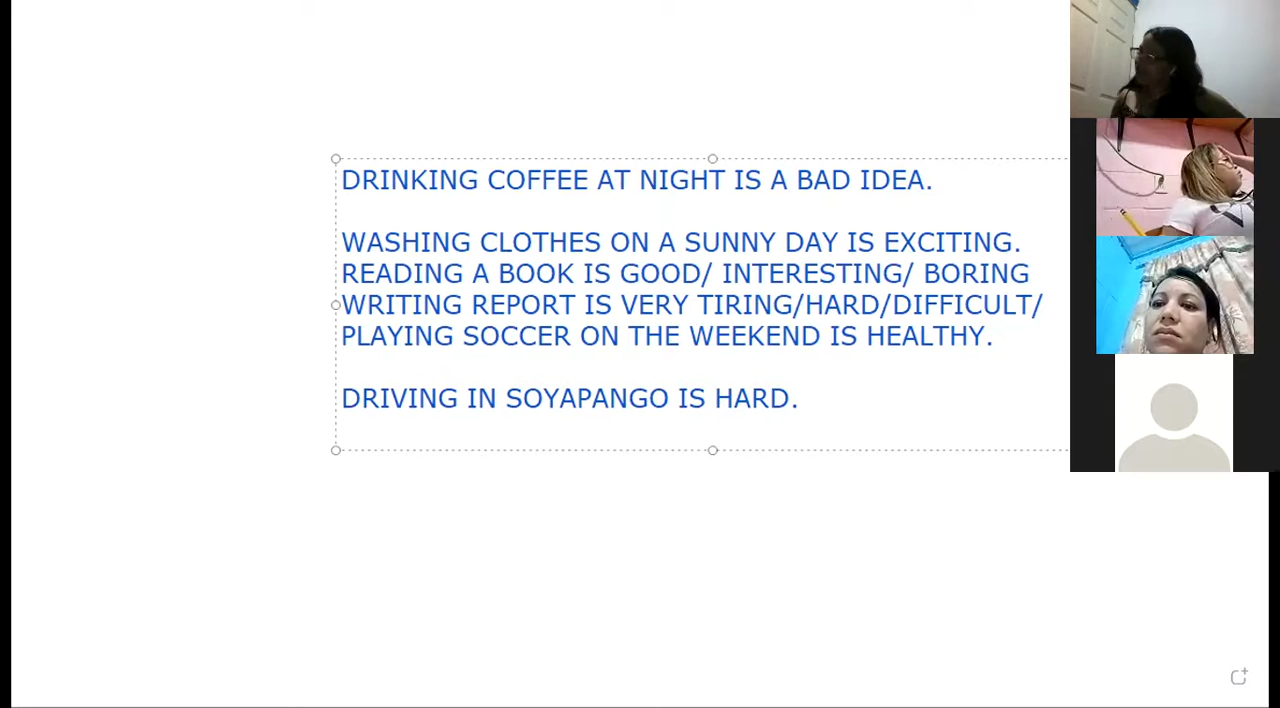 DRINKING COFFEE AT NIGHT IS A BAD IDEA.
WASHING CLOTHES ON A SUNNY DAY IS EXCITING.
READING A BOOK IS GOOD/ INTERESTING/ BORING
WRITING REPORT IS VERY TIRING/HARD/DIFFICULT/
PLAYING SOCCER ON THE WEEKEND IS HEALTHY.
DRIVING IN SOYAPANGO IS HARD.